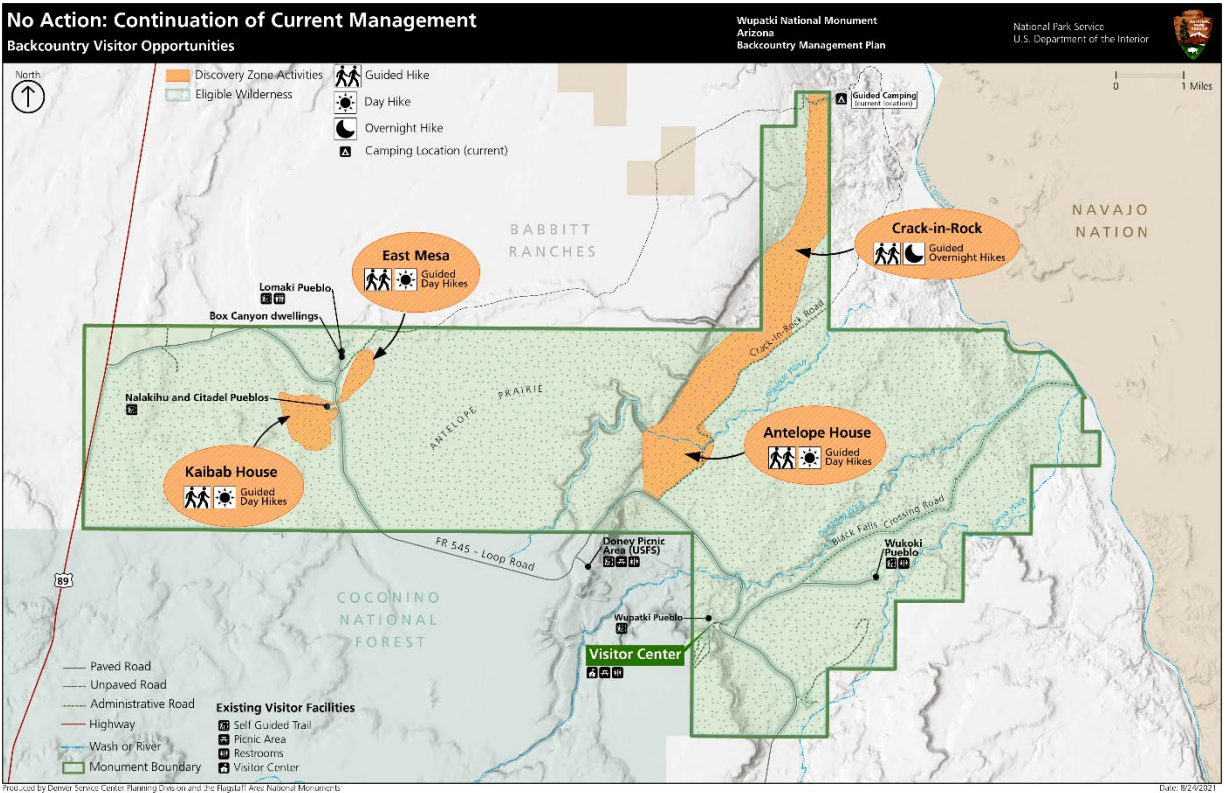 No Action: Continuation of Current Management
Backcountry Visitor Opportunities
Wupatki National Monument
Arizona
Backcountry Management Plan
National Park Service
U.S. Department of the Interior
North
Discovery Zone Activities
Eligible Wilderness
Guided Hike
Day Hike
Overnight Hike
Camping Location (current)
0 1 Miles
Guided Camping
(current location)
Little Colorado
NAVAJO
NATION
BABBITT
RANCHES
Crack-in-Rock
Guided
Overnight Hikes
East Mesa
Guided
Day Hikes
Lomaki Pueblo
Box Canyon dwellings
Crack-in-Rock Road
ANTELOPE PRAIRIE
Nalakihu and Citadel Pueblos
Antelope House
Guided
Day Hikes
Kaibab House
Guided
Day Hikes
Black Falls Crossing Road
FR 545 - Loop Road
Doney Picnic
Area (USFS)
Wukoki
Pueblo
89
COCONINO
NATIONAL
FOREST
Wupatki Pueblo
Visitor Center
Paved Road
Unpaved Road
Administrative Road
Highway
Wash or River
Monument Boundary
Existing Visitor Facilities
Self Guided Trail
Picnic Area
Restrooms
Visitor Center
Produced by Denver Service Center Planning Division and the Flagstaff Area National Monuments
Date: 8/24/2021